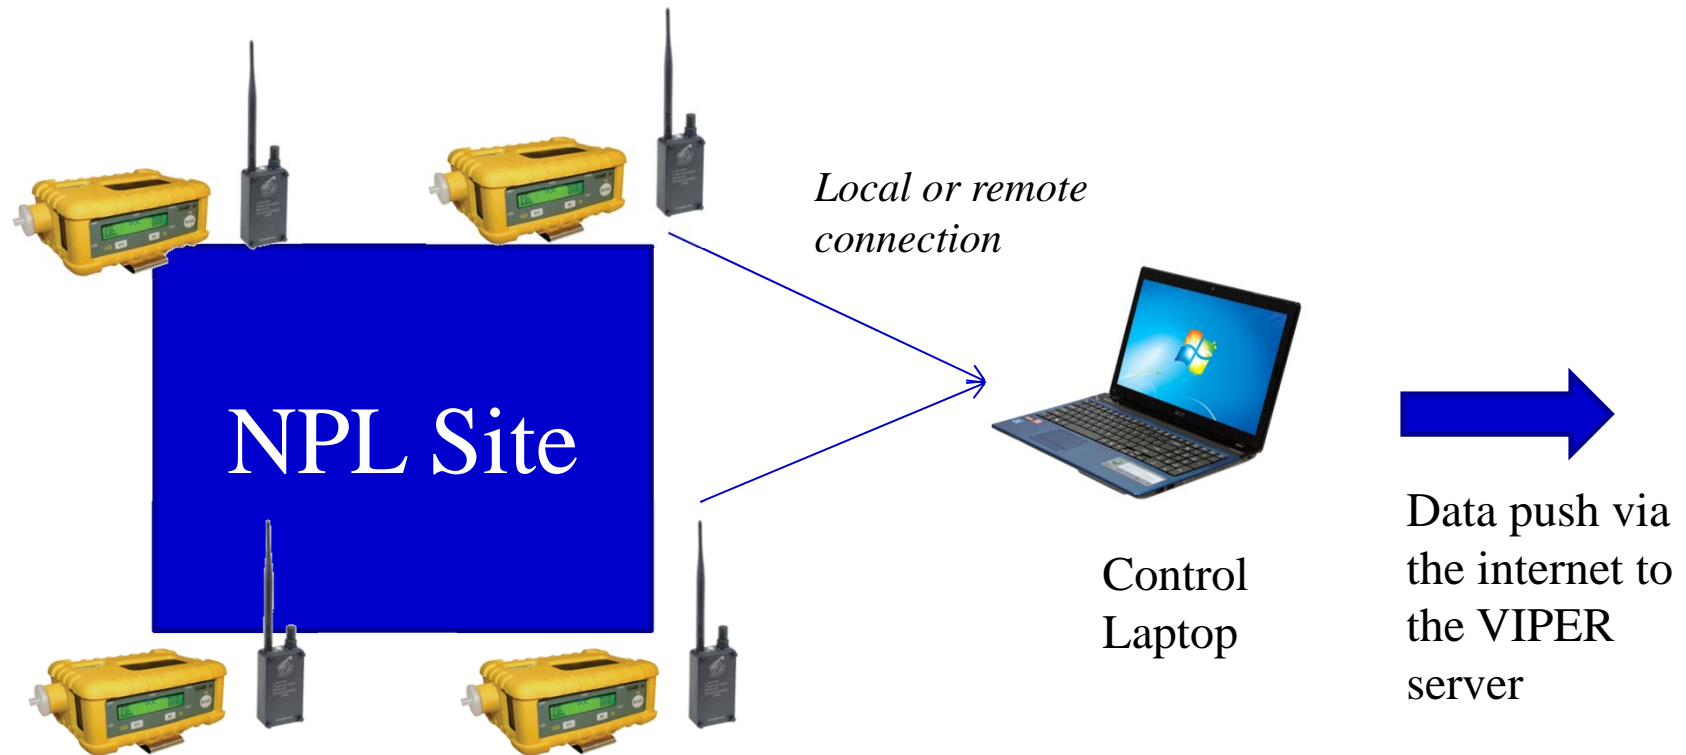 Local or remote
connection
NPL Site
Control
Laptop
Data push via
the internet to
the VIPER
server